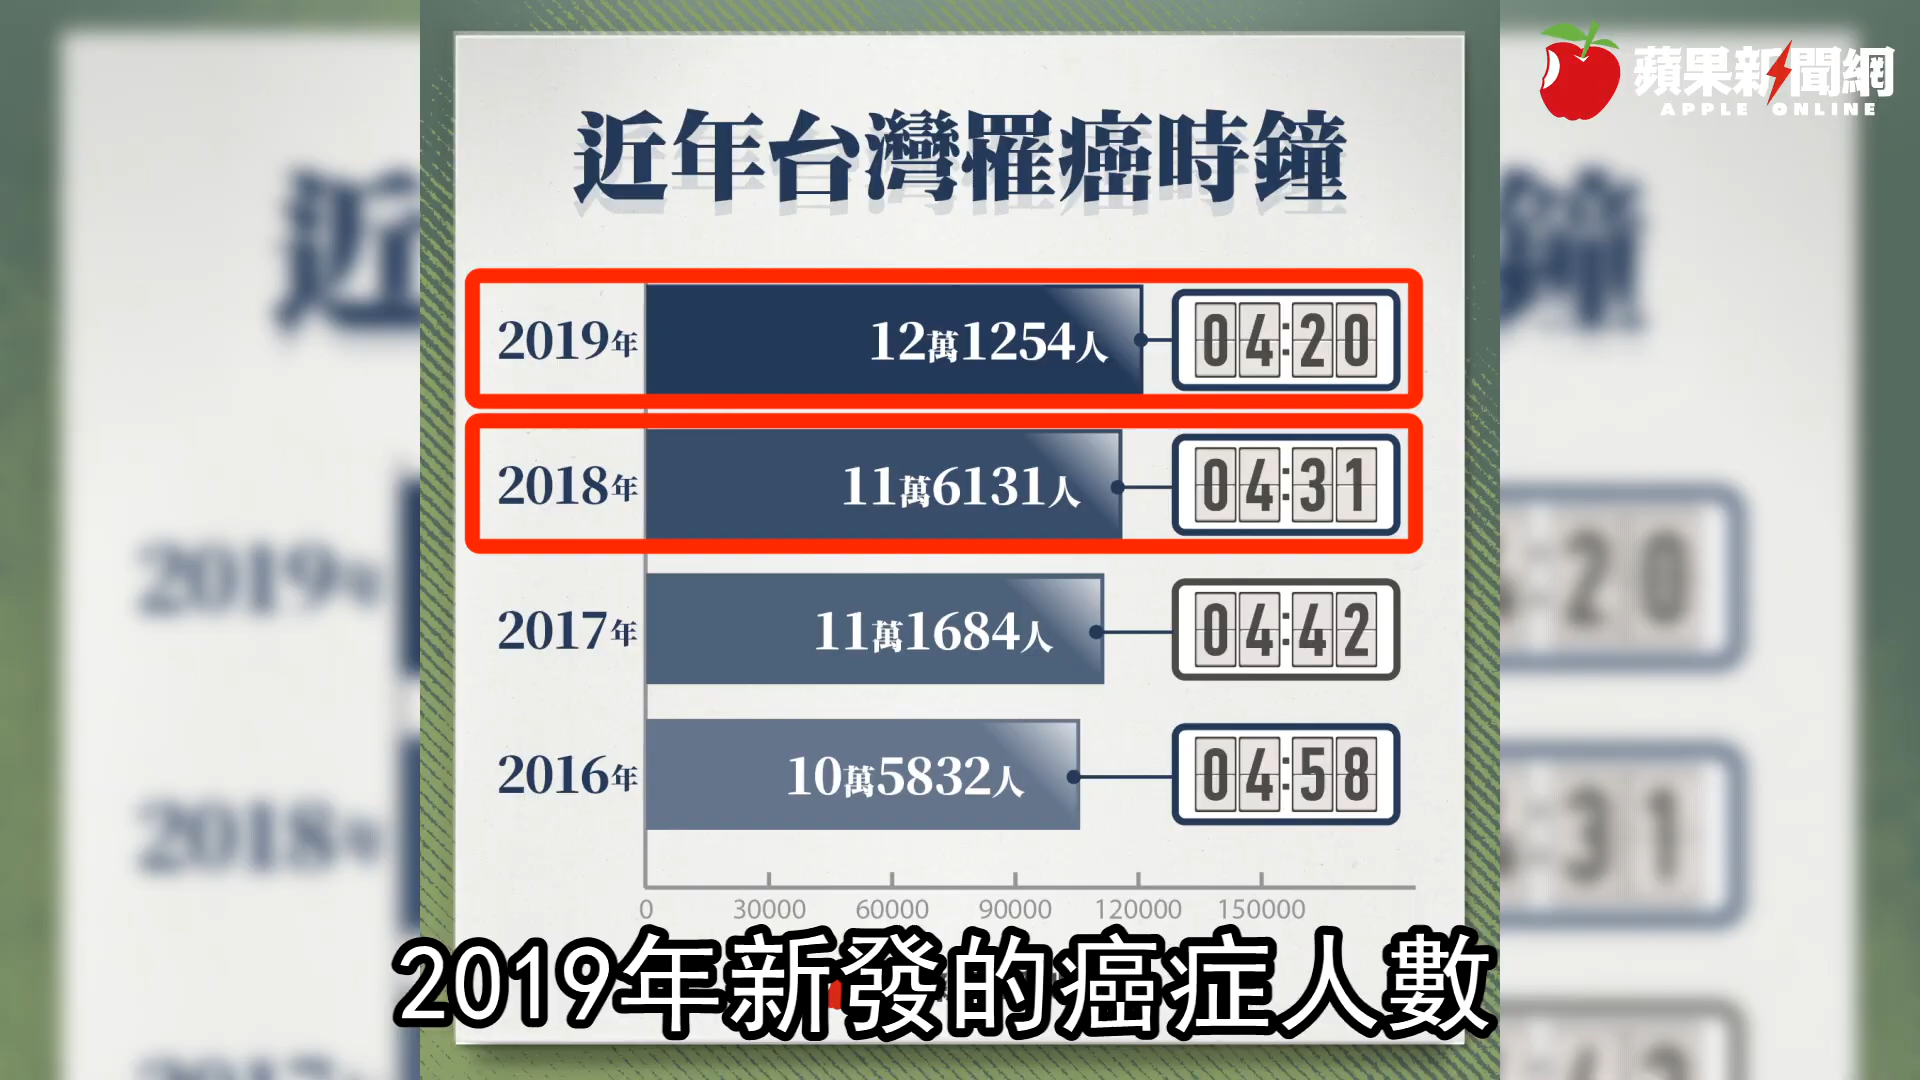 蘋果新聞網
APPLE ONLINE
近年台灣罹癌時鐘
2019年 12萬1254人 04:20
2018年 11萬6131人 04:31
2017年 11萬1684人 04:42
2016年 10萬5832人 04:58
0 30000 60000 90000 120000 150000
2019年新發的癌症人數